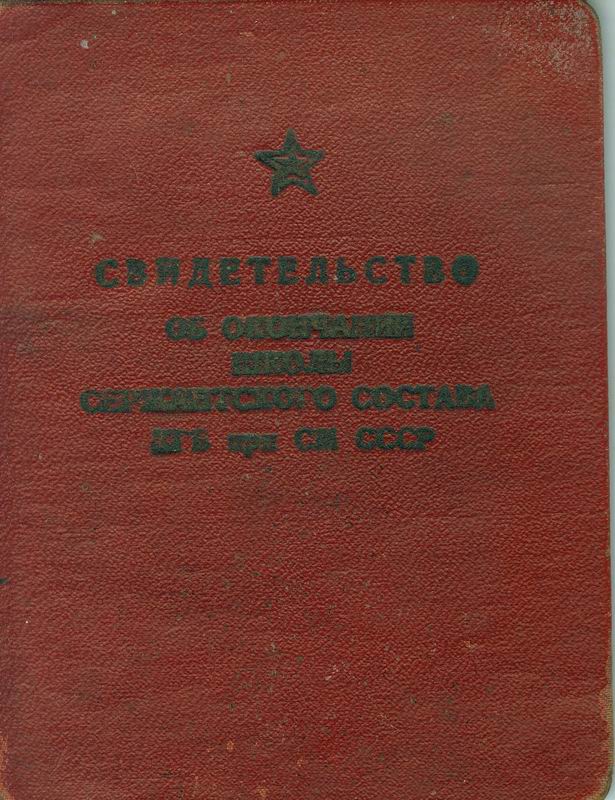 СВИДЕТЕЛЬСТВО
ОБ ОКОНЧАНИИ
ШКОЛЫ
СЕРЖАНТСКОГО СОСТАВА
КГБ при СМ СССР